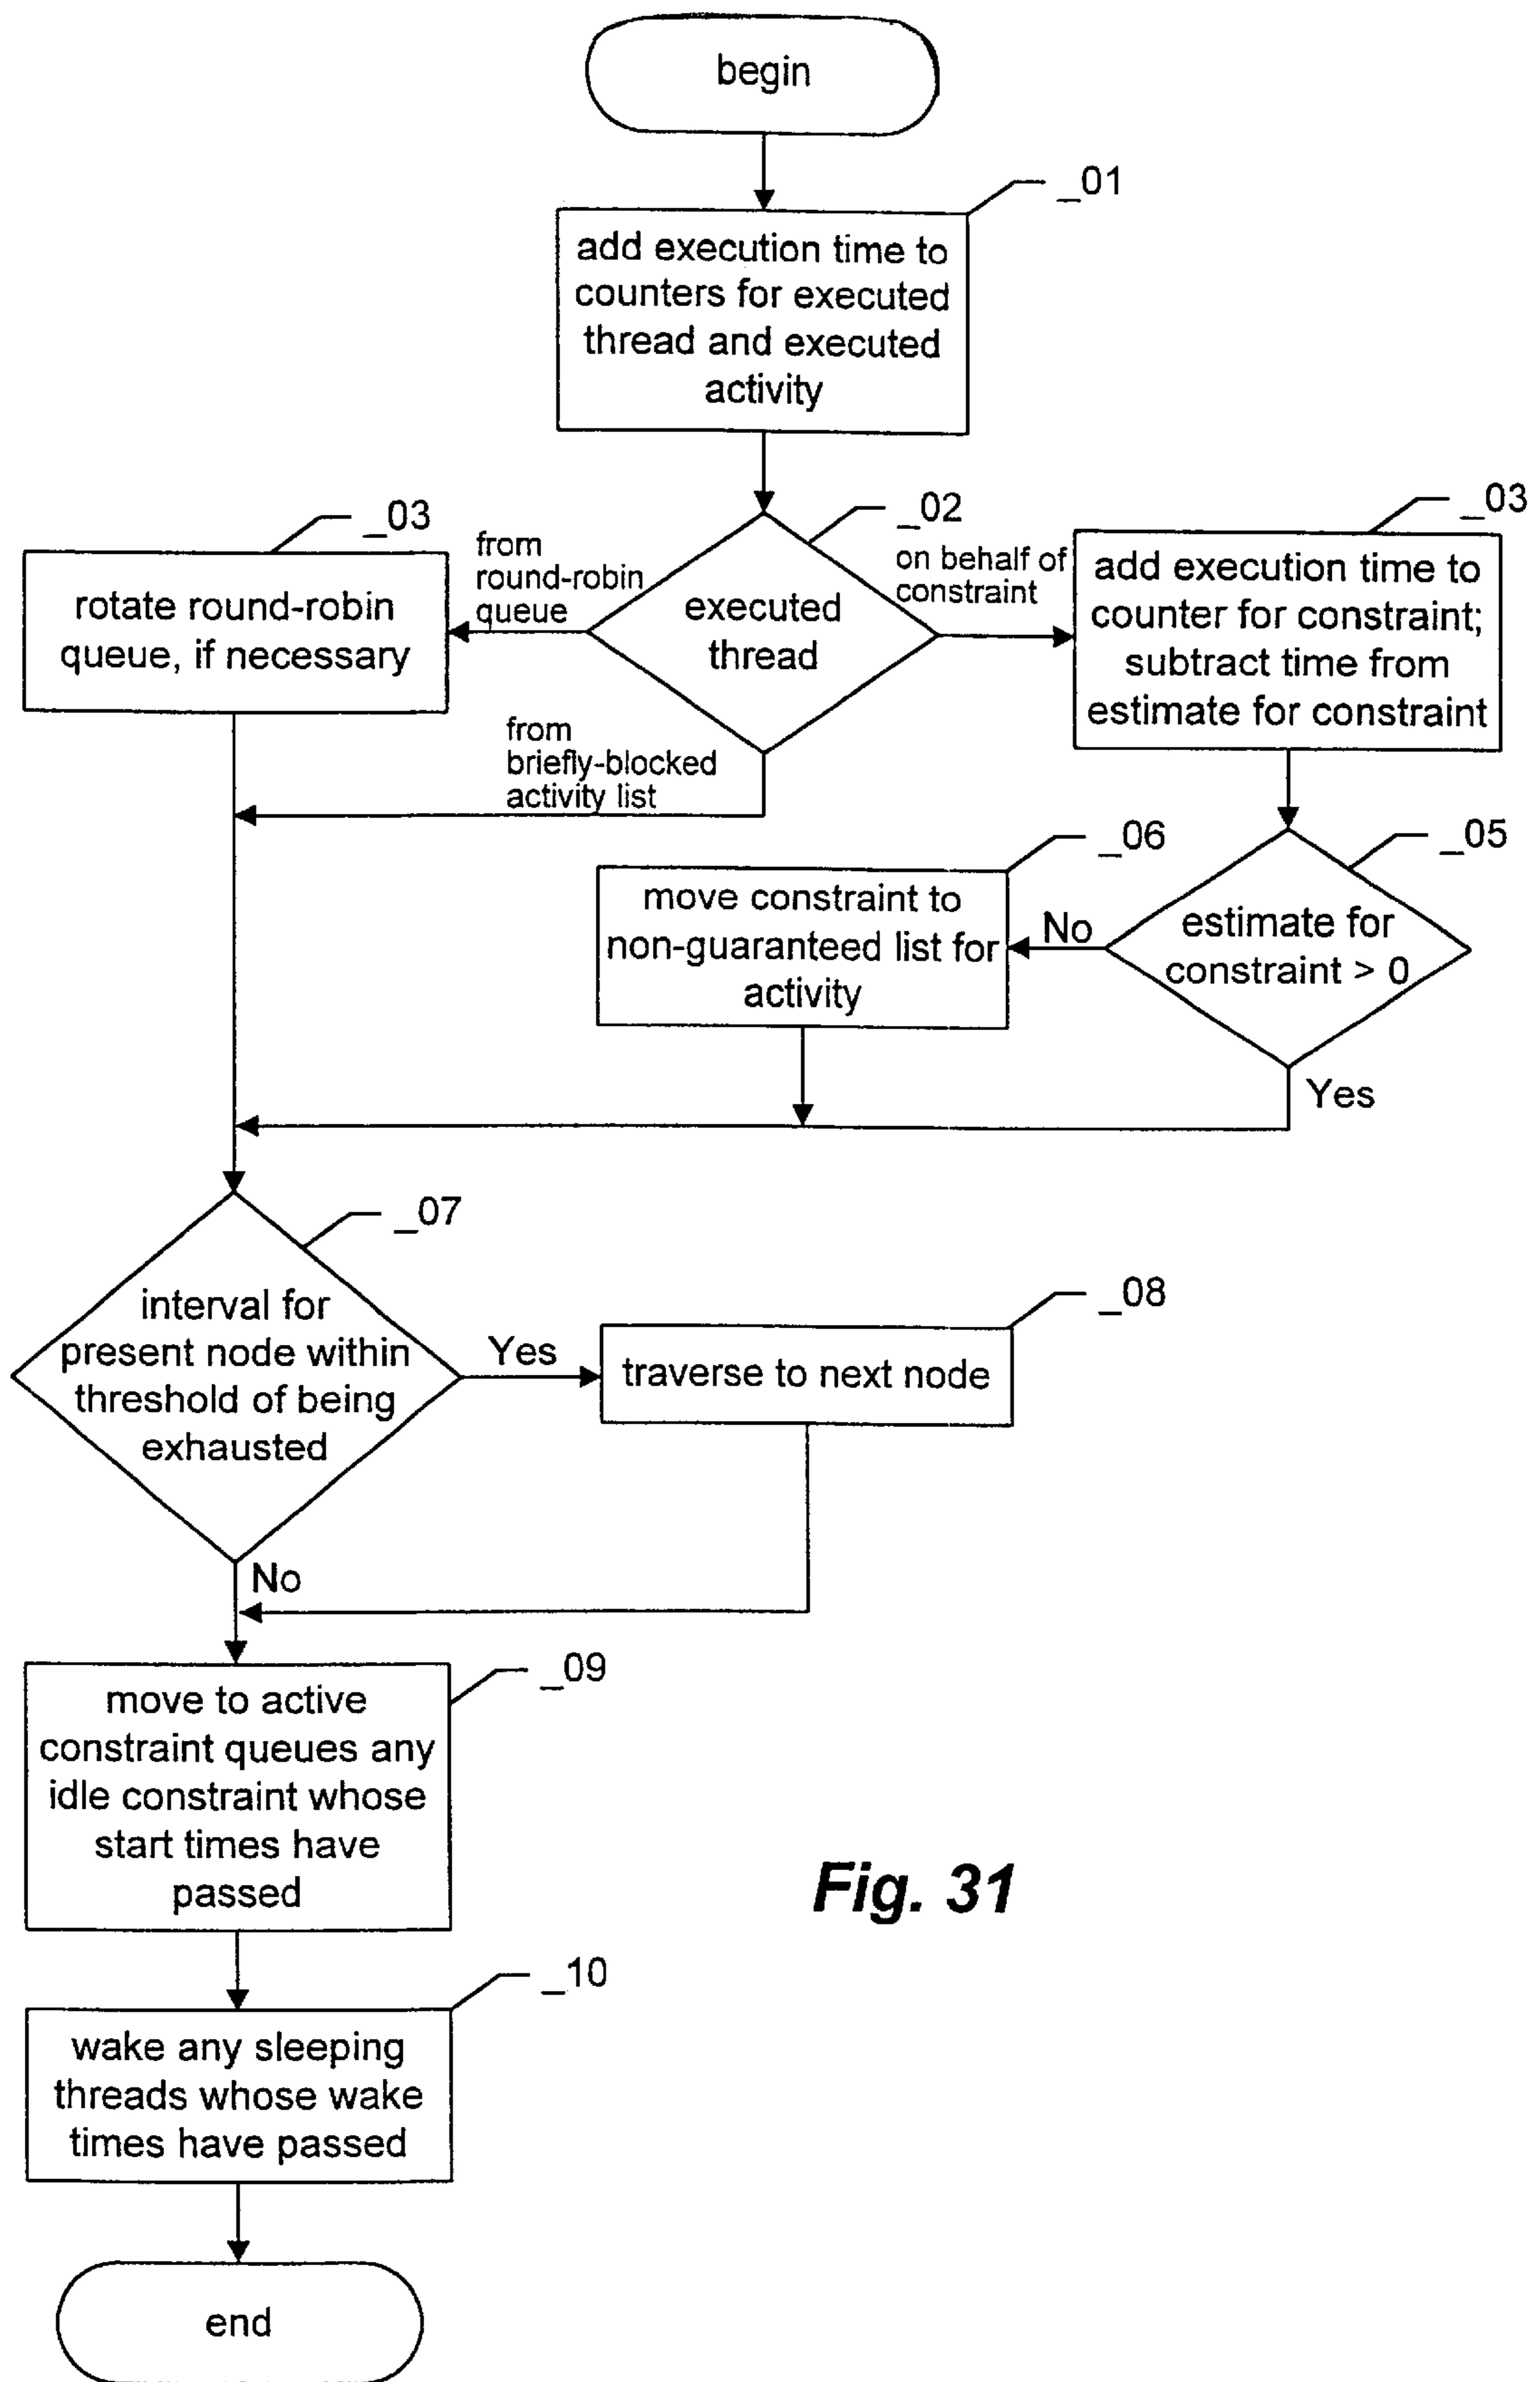 begin
_01
add execution time to
counters for executed
thread and executed
activity
_02
executed
thread
from
round-robin
queue
_03
rotate round-robin
queue, if necessary
on behalf of
constraint
_03
add execution time to
counter for constraint;
subtract time from
estimate for constraint
from
briefly-blocked
activity list
_05
estimate for
constraint > 0
No
_06
move constraint to
non-guaranteed list for
activity
Yes
_07
interval for
present node within
threshold of being
exhausted
Yes
_08
traverse to next node
No
_09
move to active
constraint queues any
idle constraint whose
start times have
passed
Fig. 31
_10
wake any sleeping
threads whose wake
times have passed
end